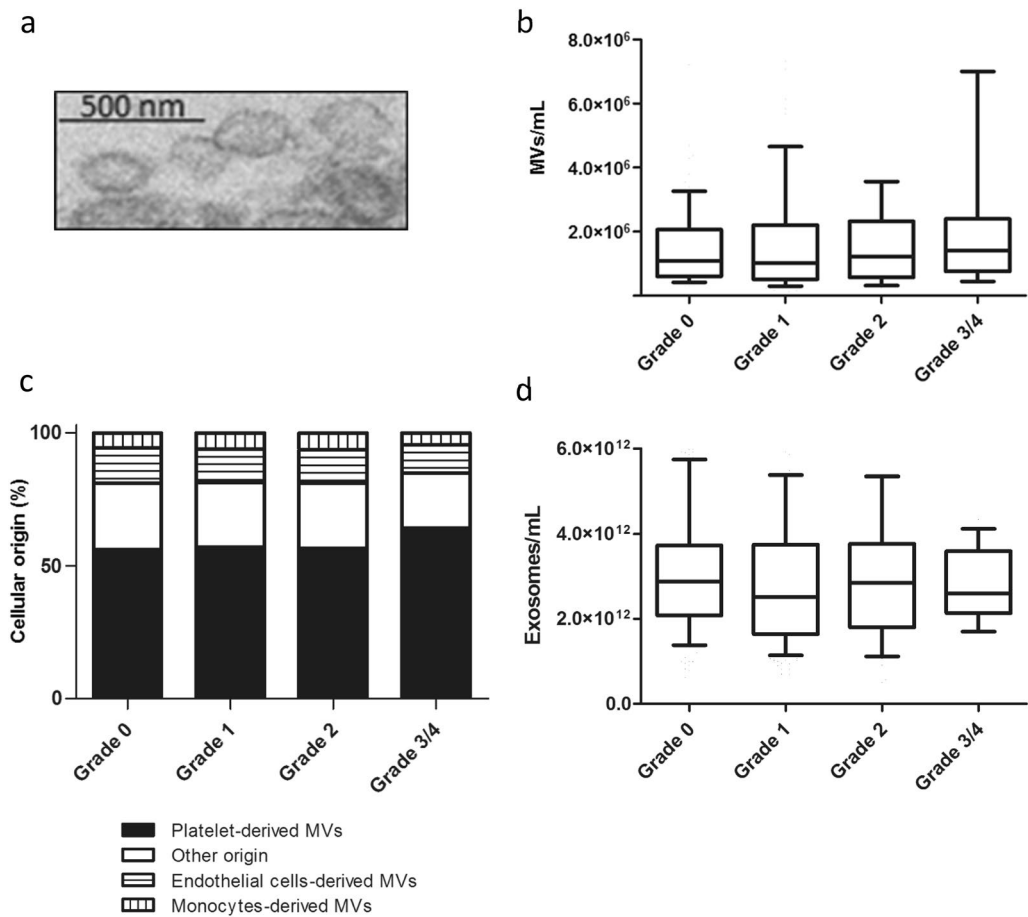 a
500 nm
b
8.0×10⁶
6.0×10⁶
4.0×10⁶
2.0×10⁶
MVs/mL
Grade 0
Grade 1
Grade 2
Grade 3/4
c
100
50
0
Cellular origin (%)
Grade 0
Grade 1
Grade 2
Grade 3/4
Platelet-derived MVs
Other origin
Endothelial cells-derived MVs
Monocytes-derived MVs
d
6.0×10¹²
4.0×10¹²
2.0×10¹²
0.0
Exosomes/mL
Grade 0
Grade 1
Grade 2
Grade 3/4